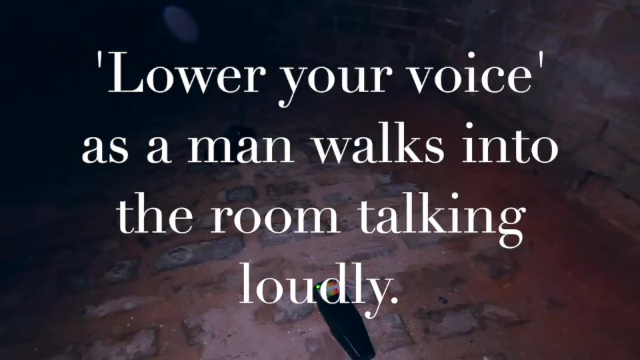 'Lower your voice'
as a man walks into
the room talking
loudly.